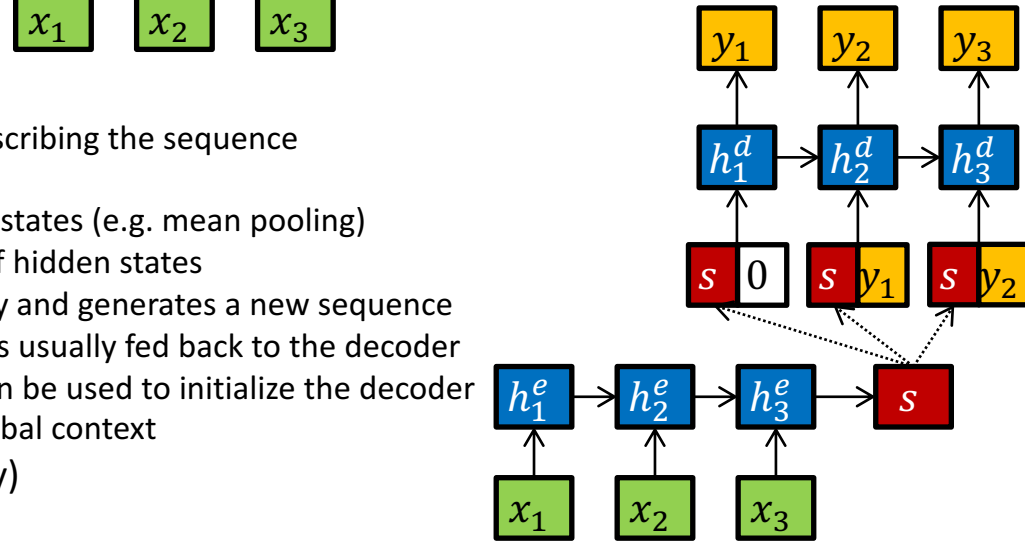 x₁ x₂ x₃
scribing the sequence
states (e.g. mean pooling)
f hidden states
y and generates a new sequence
s usually fed back to the decoder
n be used to initialize the decoder
bal context
y)
y₁ y₂ y₃
h₁ᵈ h₂ᵈ h₃ᵈ
s 0 s y₁ s y₂
h₁ᵉ h₂ᵉ h₃ᵉ s
x₁ x₂ x₃